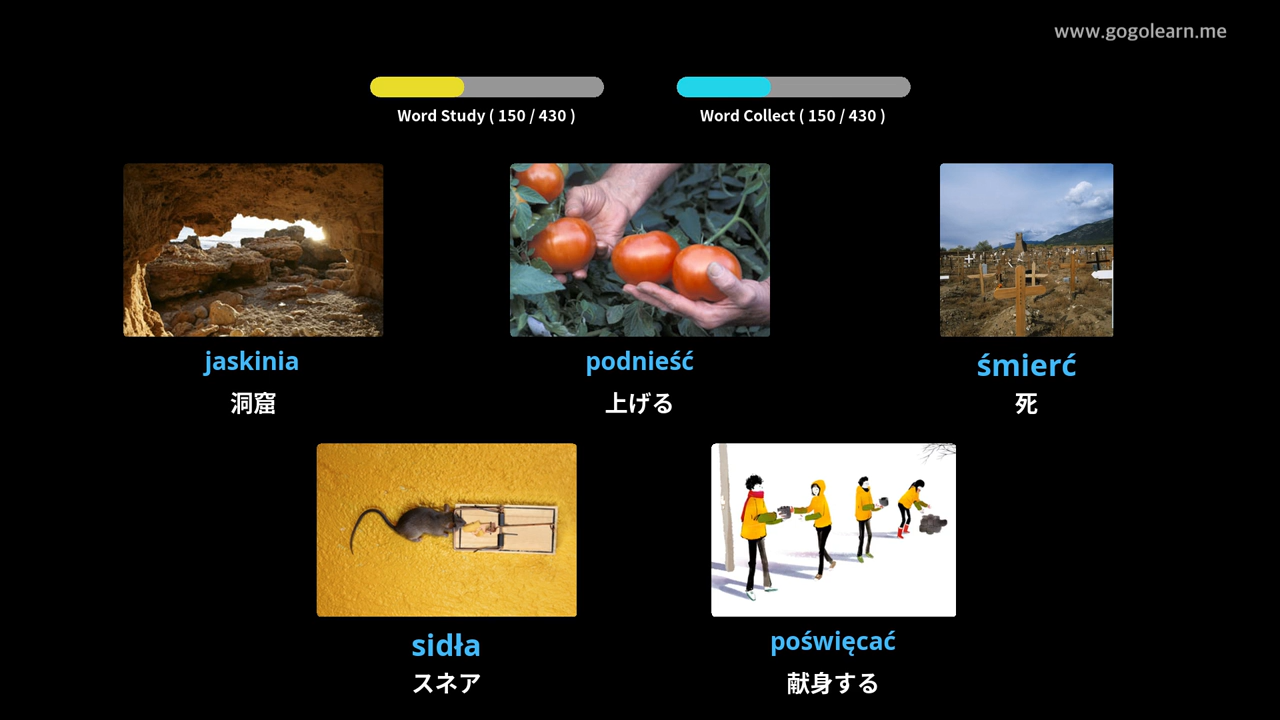 www.gogolearn.me
Word Study ( 150 / 430 )
Word Collect ( 150 / 430 )
jaskinia
洞窟
podnieść
上げる
śmierć
死
sidła
スネア
poświęcać
献身する